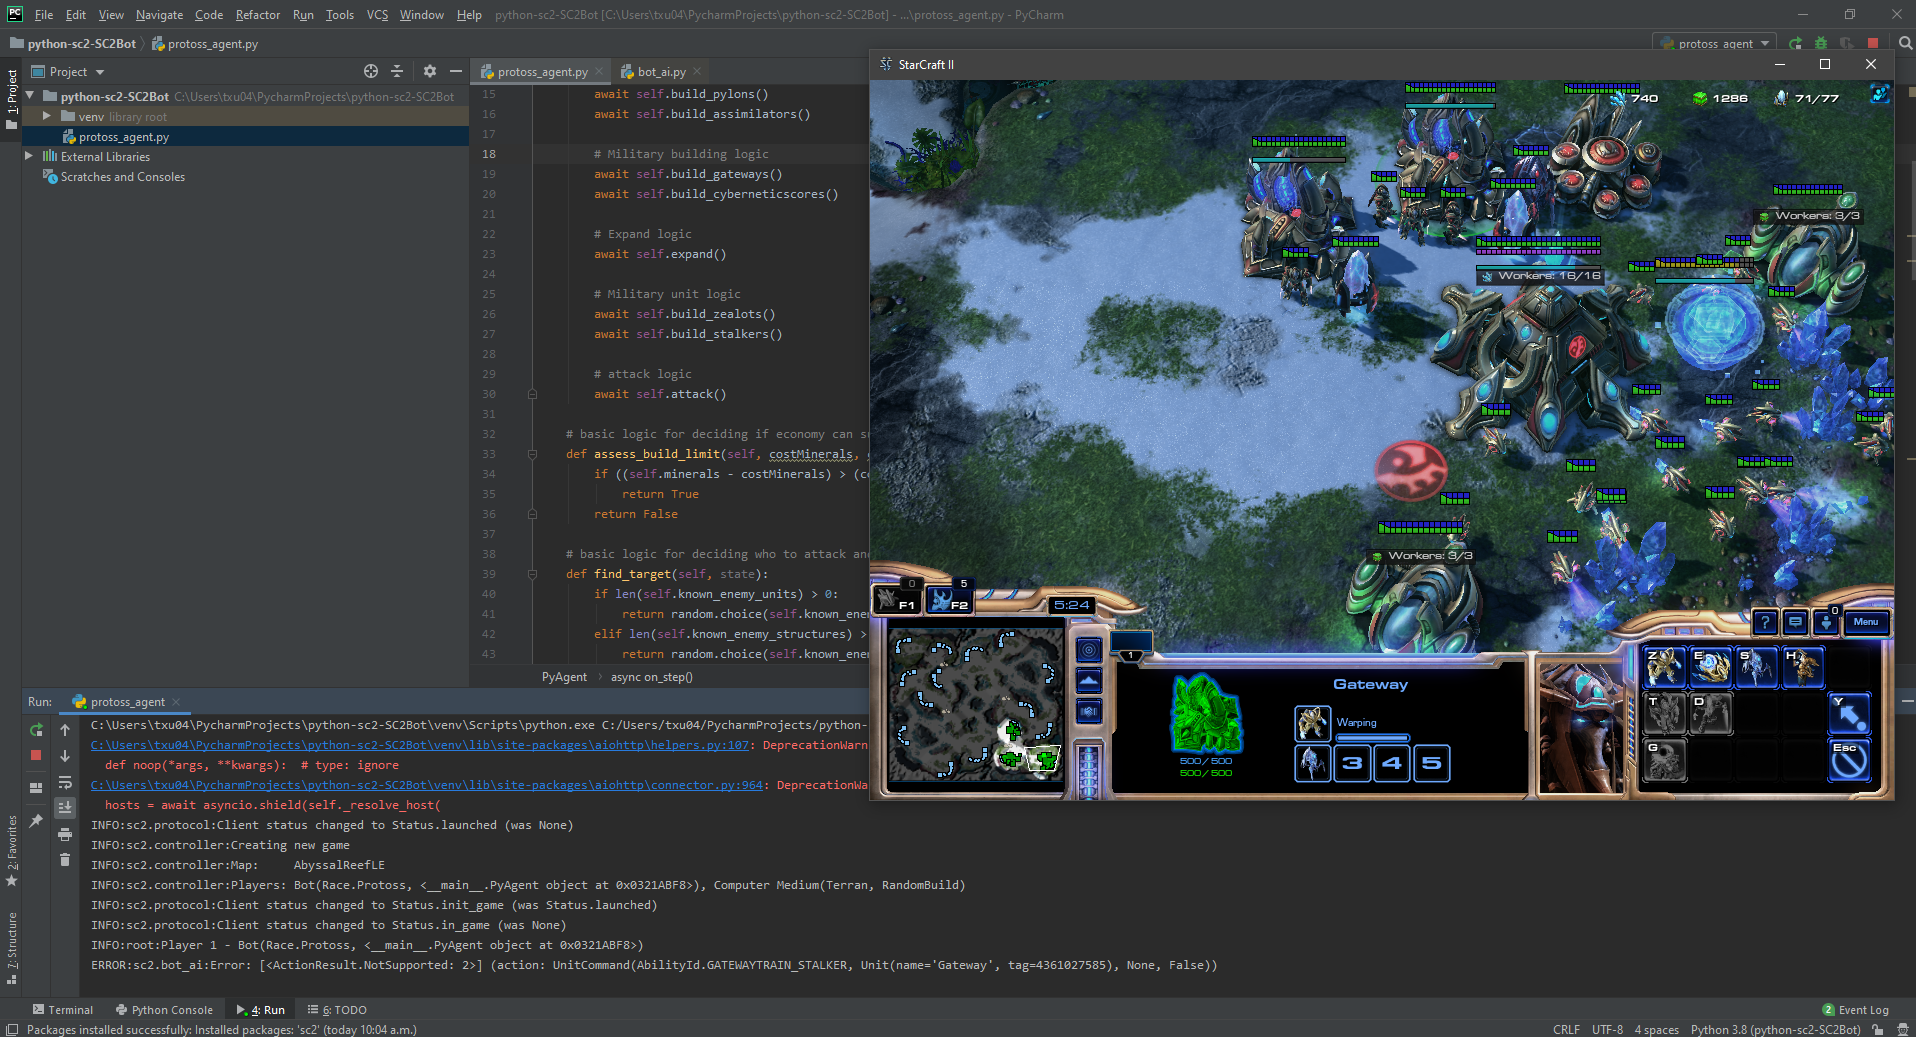 File Edit View Navigate Code Refactor Run Tools VCS Window Help python-sc2-SC2Bot [C:\Users\txu04\PycharmProjects\python-sc2-SC2Bot] - ...\protoss_agent.py - PyCharm
python-sc2-SC2Bot protoss_agent.py
protoss_agent
1: Project
Project
python-sc2-SC2Bot C:\Users\txu04\PycharmProjects\python-sc2-SC2Bot
venv library root
protoss_agent.py
External Libraries
Scratches and Consoles
protoss_agent.py bot_ai.py
15 await self.build_pylons()
16 await self.build_assimilators()
17
18 # Military building logic
19 await self.build_gateways()
20 await self.build_cyberneticscores()
21
22 # Expand logic
23 await self.expand()
24
25 # Military unit logic
26 await self.build_zealots()
27 await self.build_stalkers()
28
29 # attack logic
30 await self.attack()
31
32 # basic logic for deciding if economy can su
33 def assess_build_limit(self, costMinerals,
34 if ((self.minerals - costMinerals) > (co
35 return True
36 return False
37
38 # basic logic for deciding who to attack and
39 def find_target(self, state):
40 if len(self.known_enemy_units) > 0:
41 return random.choice(self.known_enem
42 elif len(self.known_enemy_structures) >
43 return random.choice(self.known_enem
PyAgent async on_step()
StarCraft II
740 1286 71/77
Workers: 3/3
Workers: 16/16
Workers: 3/3
0 5
F1 F2
5:24
0
? Menu
1
Gateway
Warping
3 4 5
500/500
500/500
Z E S H
T D Y
G Esc
Run: protoss_agent
C:\Users\txu04\PycharmProjects\python-sc2-SC2Bot\venv\Scripts\python.exe C:/Users/txu04/PycharmProjects/python-
C:\Users\txu04\PycharmProjects\python-sc2-SC2Bot\venv\lib\site-packages\aiohttp\helpers.py:107: DeprecationWarn
def noop(*args, **kwargs):  # type: ignore
C:\Users\txu04\PycharmProjects\python-sc2-SC2Bot\venv\lib\site-packages\aiohttp\connector.py:964: DeprecationWa
hosts = await asyncio.shield(self._resolve_host(
INFO:sc2.protocol:Client status changed to Status.launched (was None)
INFO:sc2.controller:Creating new game
INFO:sc2.controller:Map:     AbyssalReefLE
INFO:sc2.controller:Players: Bot(Race.Protoss, <__main__.PyAgent object at 0x0321ABF8>), Computer Medium(Terran, RandomBuild)
INFO:sc2.protocol:Client status changed to Status.init_game (was Status.launched)
INFO:sc2.protocol:Client status changed to Status.in_game (was None)
INFO:root:Player 1 - Bot(Race.Protoss, <__main__.PyAgent object at 0x0321ABF8>)
ERROR:sc2.bot_ai:Error: [<ActionResult.NotSupported: 2>] (action: UnitCommand(AbilityId.GATEWAYTRAIN_STALKER, Unit(name='Gateway', tag=4361027585), None, False))
2: Favorites
7: Structure
Terminal Python Console 4: Run 6: TODO 2 Event Log
Packages installed successfully: Installed packages: 'sc2' (today 10:04 a.m.) CRLF UTF-8 4 spaces Python 3.8 (python-sc2-SC2Bot)